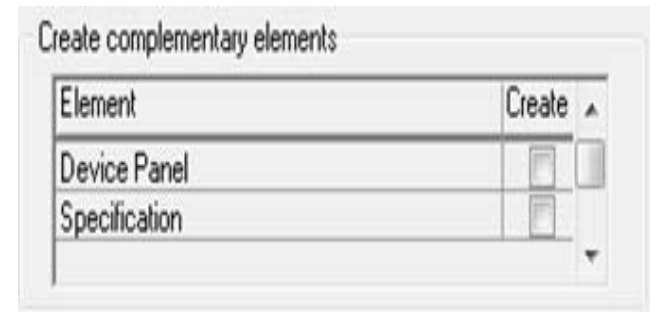 Create complementary elements
Element Create
Device Panel
Specification